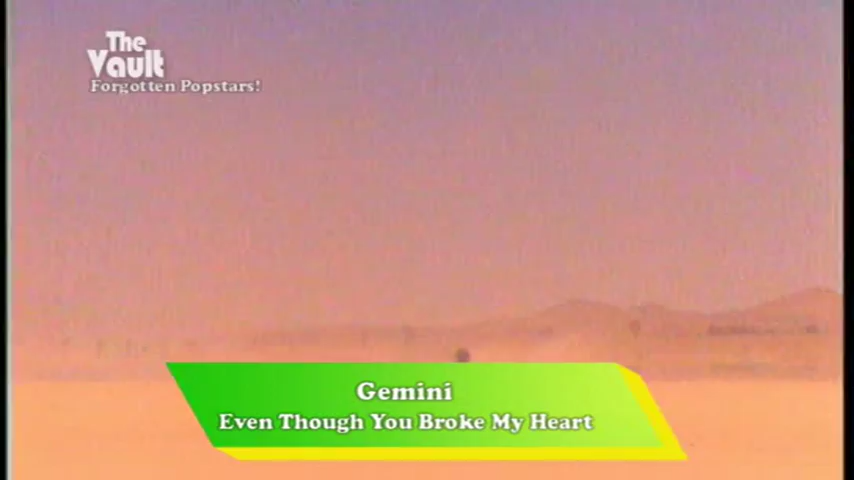 The
Vault
Forgotten Popstars!
Gemini
Even Though You Broke My Heart